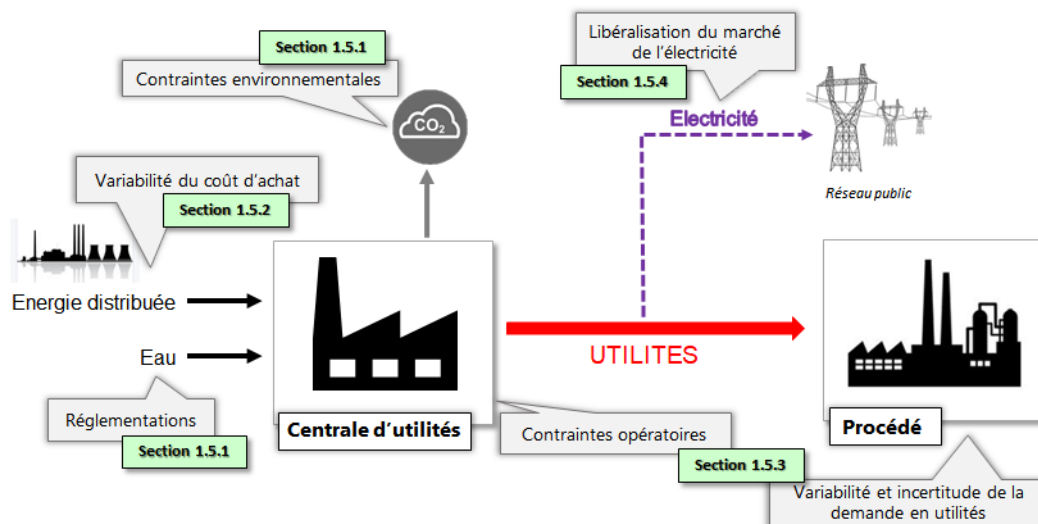 Section 1.5.1
Contraintes environnementales
CO₂
Libéralisation du marché
de l'électricité
Section 1.5.4
Electricité
Réseau public
Variabilité du coût d'achat
Section 1.5.2
Energie distribuée
Eau
Réglementations
Section 1.5.1
Centrale d'utilités
UTILITES
Contraintes opératoires
Section 1.5.3
Procédé
Variabilité et incertitude de la
demande en utilités